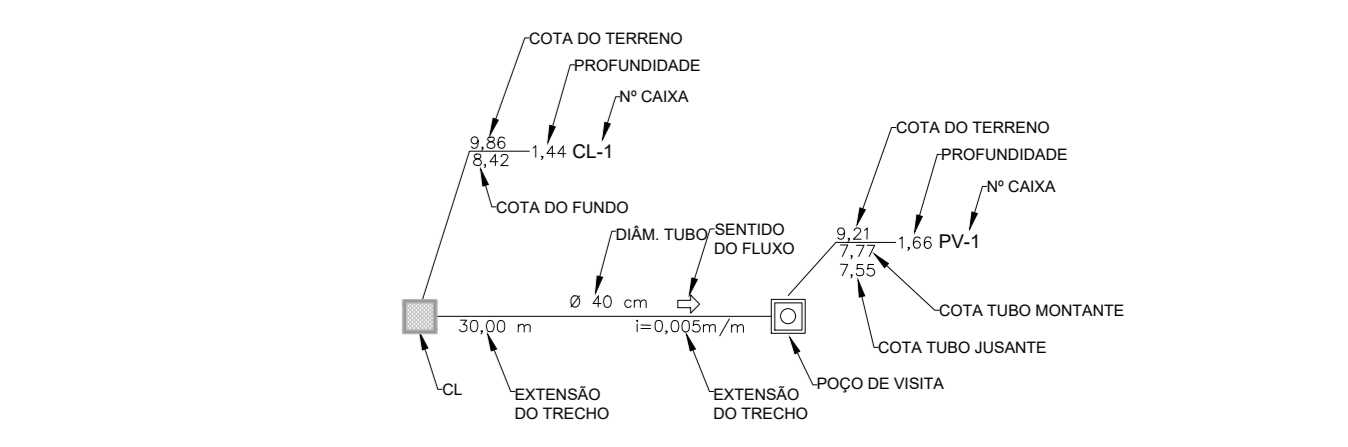 COTA DO TERRENO
PROFUNDIDADE
Nº CAIXA
9,86
8,42
1,44 CL-1
COTA DO FUNDO
COTA DO TERRENO
PROFUNDIDADE
Nº CAIXA
9,21
7,77
7,55
1,66 PV-1
DIÂM. TUBO
SENTIDO
DO FLUXO
Ø 40 cm
30,00 m
i=0,005m/m
COTA TUBO MONTANTE
COTA TUBO JUSANTE
CL
EXTENSÃO
DO TRECHO
EXTENSÃO
DO TRECHO
POÇO DE VISITA